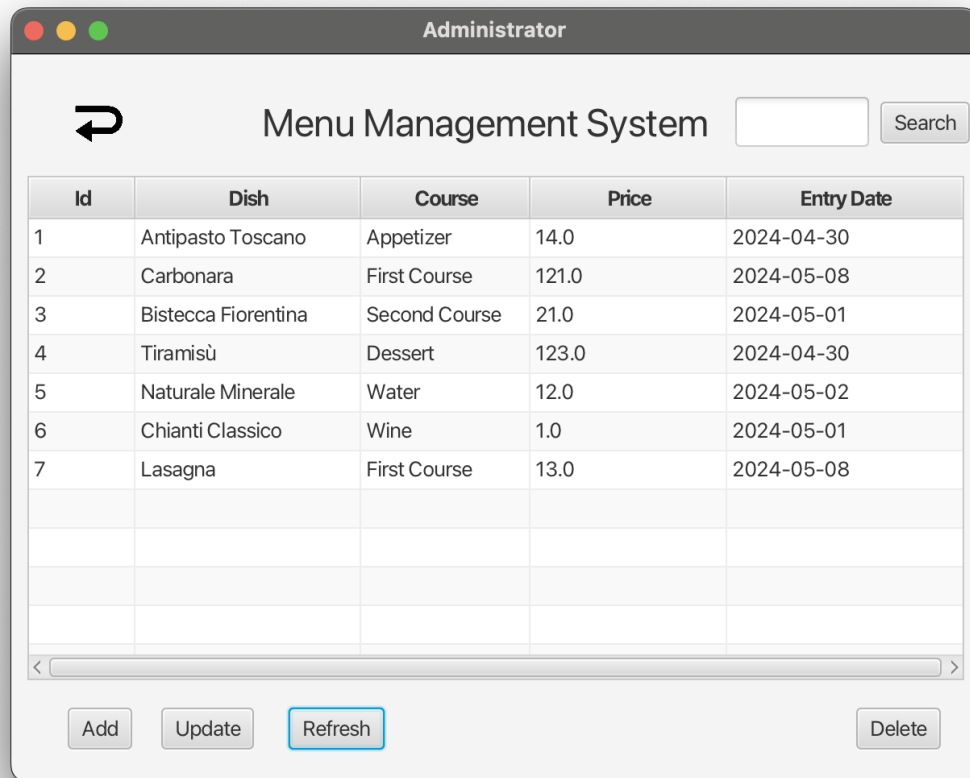 Administrator
Menu Management System Search
Id Dish Course Price Entry Date
1 Antipasto Toscano Appetizer 14.0 2024-04-30
2 Carbonara First Course 121.0 2024-05-08
3 Bistecca Fiorentina Second Course 21.0 2024-05-01
4 Tiramisù Dessert 123.0 2024-04-30
5 Naturale Minerale Water 12.0 2024-05-02
6 Chianti Classico Wine 1.0 2024-05-01
7 Lasagna First Course 13.0 2024-05-08
Add Update Refresh Delete